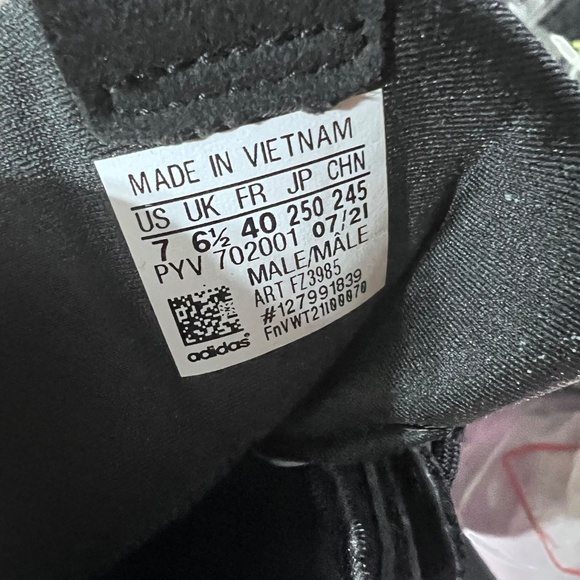 MADE IN VIETNAM
US UK FR JP CHN
7 6½ 40 250 245
PYV 702001 07/21
MALE/MÂLE
ART FZ3985
#127991839
FnVWT21100070
adidas